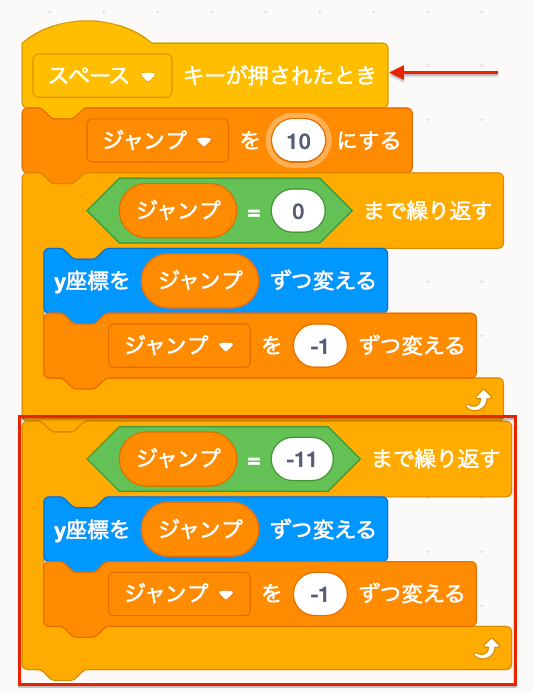 スペース キーが押されたとき
ジャンプ を 10 にする
ジャンプ = 0 まで繰り返す
y座標を ジャンプ ずつ変える
ジャンプ を -1 ずつ変える
ジャンプ = -11 まで繰り返す
y座標を ジャンプ ずつ変える
ジャンプ を -1 ずつ変える